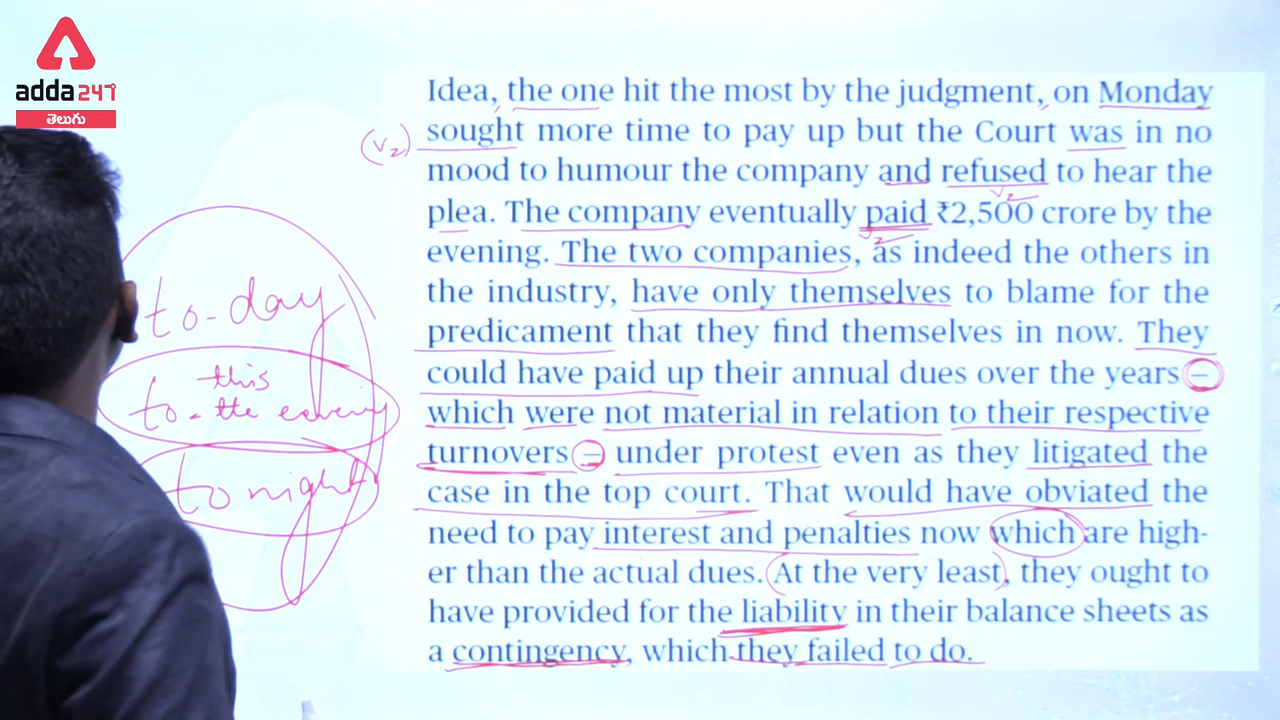 adda247
తెలుగు
Idea, the one hit the most by the judgment, on Monday
(V₂) sought more time to pay up but the Court was in no
mood to humour the company and refused to hear the
V₂
plea. The company eventually paid ₹2,500 crore by the
V₂
evening. The two companies, as indeed the others in
the industry, have only themselves to blame for the
predicament that they find themselves in now. They
could have paid up their annual dues over the years –
which were not material in relation to their respective
turnovers – under protest even as they litigated the
case in the top court. That would have obviated the
need to pay interest and penalties now which are high-
er than the actual dues. (At the very least), they ought to
have provided for the liability in their balance sheets as
a contingency, which they failed to do.
to-day
this
to-the
to night